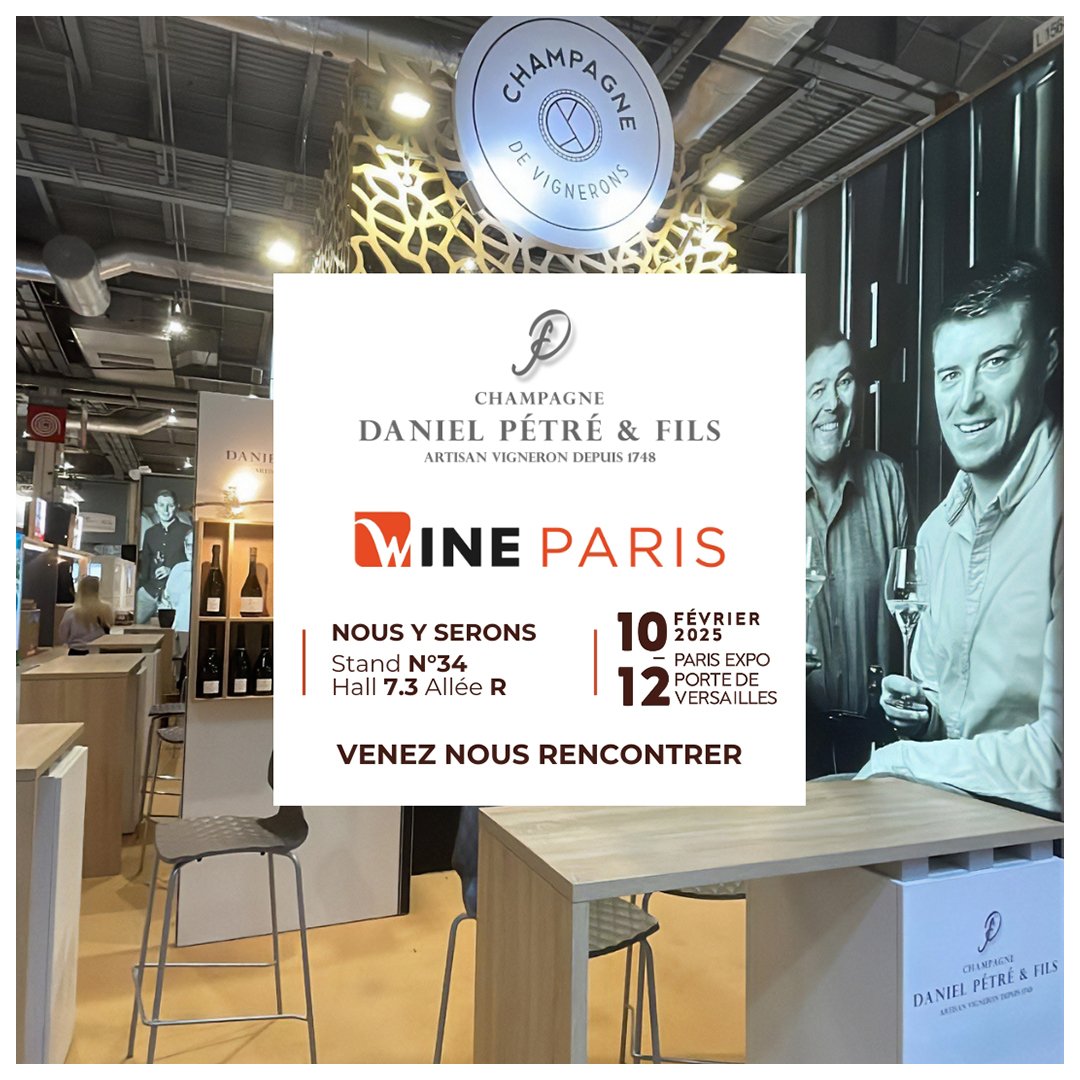 L 156
CHAMPAGNE
DE VIGNERONS
CHAMPAGNE
DANIEL PÉTRÉ & FILS
ARTISAN VIGNERON DEPUIS 1748
WINE PARIS
NOUS Y SERONS
Stand N°34
Hall 7.3 Allée R
10
–
12
FÉVRIER
2025
PARIS EXPO
PORTE DE
VERSAILLES
VENEZ NOUS RENCONTRER
DANIE
CHAMPAGNE
DANIEL PÉTRÉ & FILS
ARTISAN VIGNERON DEPUIS 1748